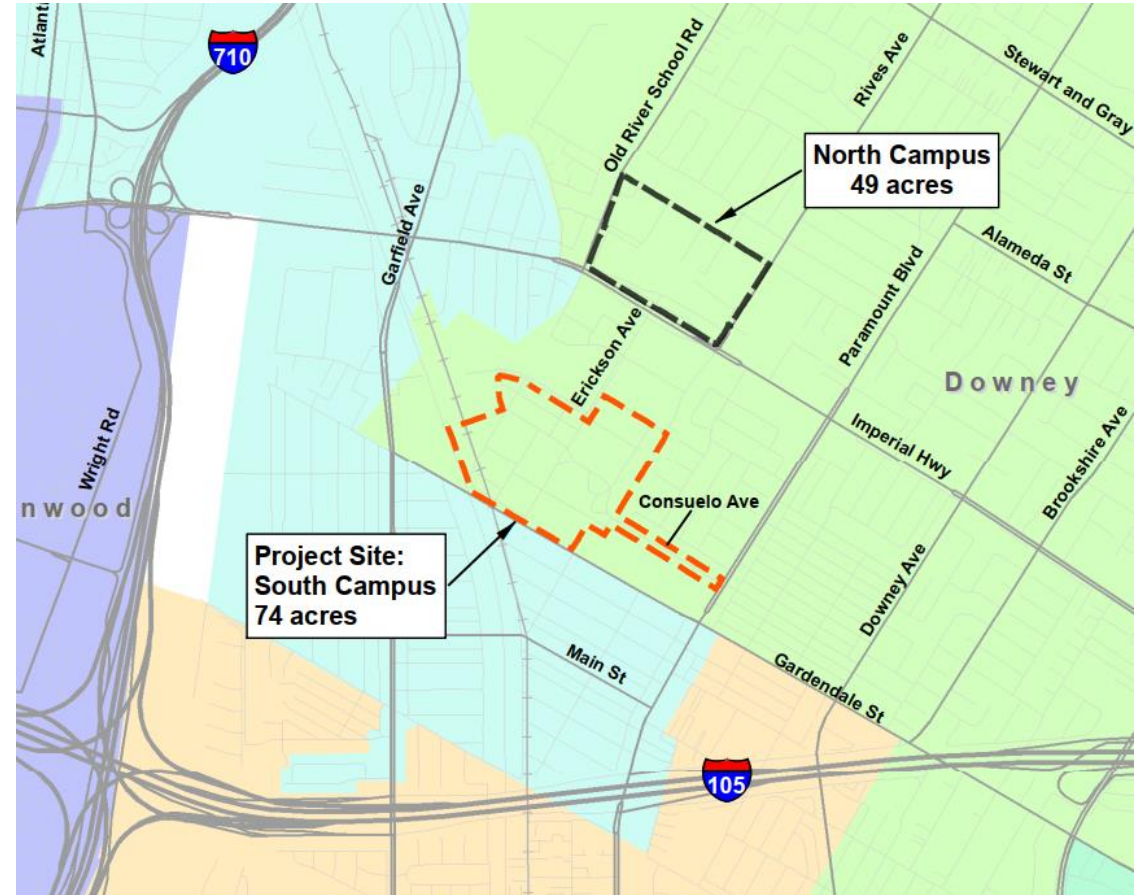 Atlanti
710
Old River School Rd
Rives Ave
Stewart and Gray
North Campus
49 acres
Garfield Ave
Alameda St
Paramount Blvd
Erickson Ave
Downey
Imperial Hwy
Brookshire Ave
Wright Rd
nwood
Consuelo Ave
Project Site:
South Campus
74 acres
Downey Ave
Main St
Gardendale St
105